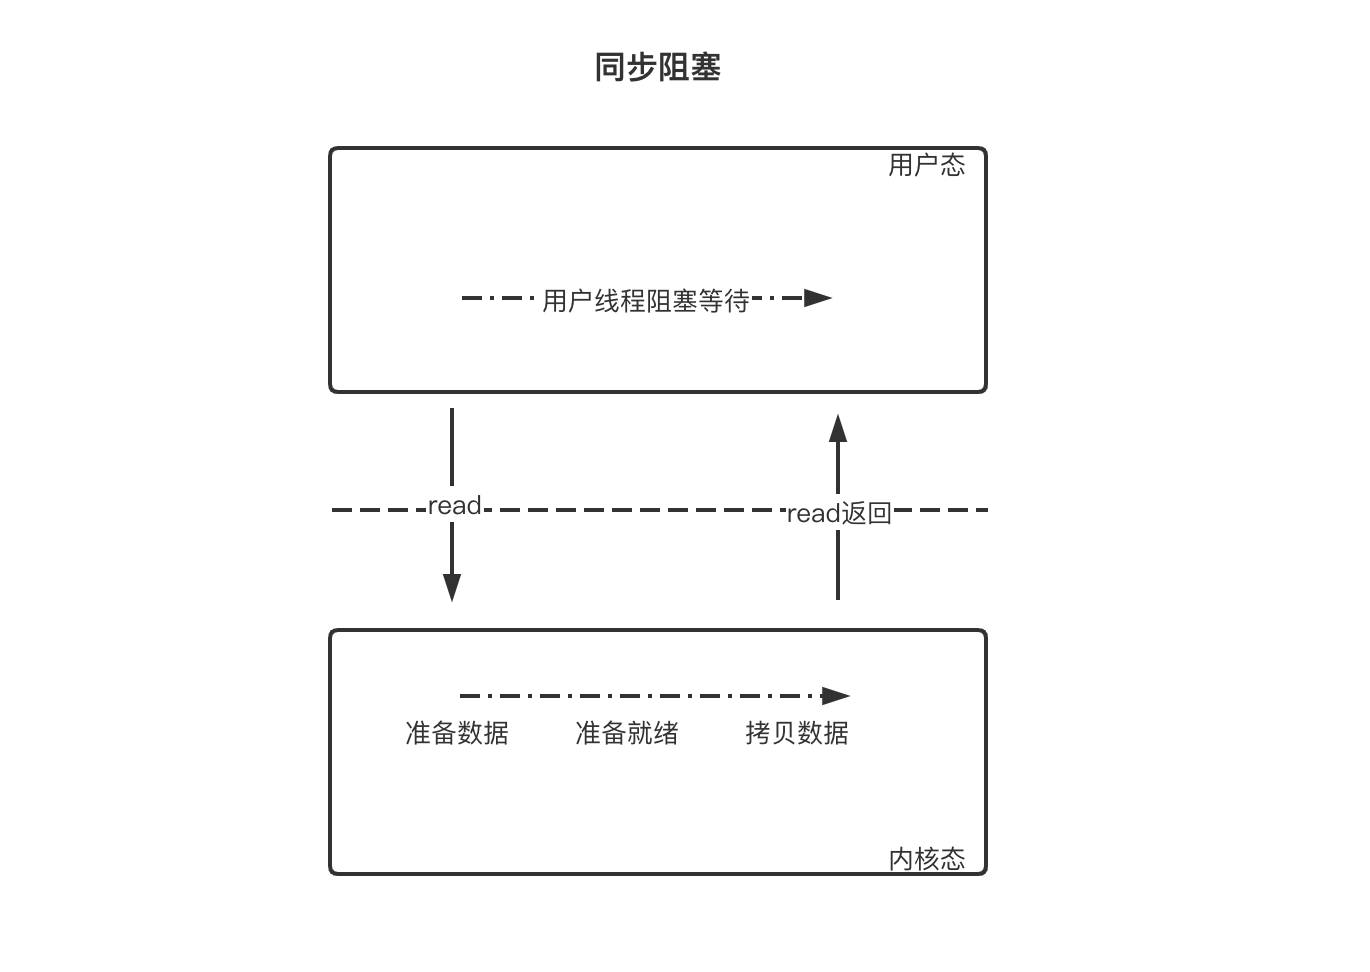 同步阻塞
用户态
用户线程阻塞等待
read
read返回
准备数据
准备就绪
拷贝数据
内核态